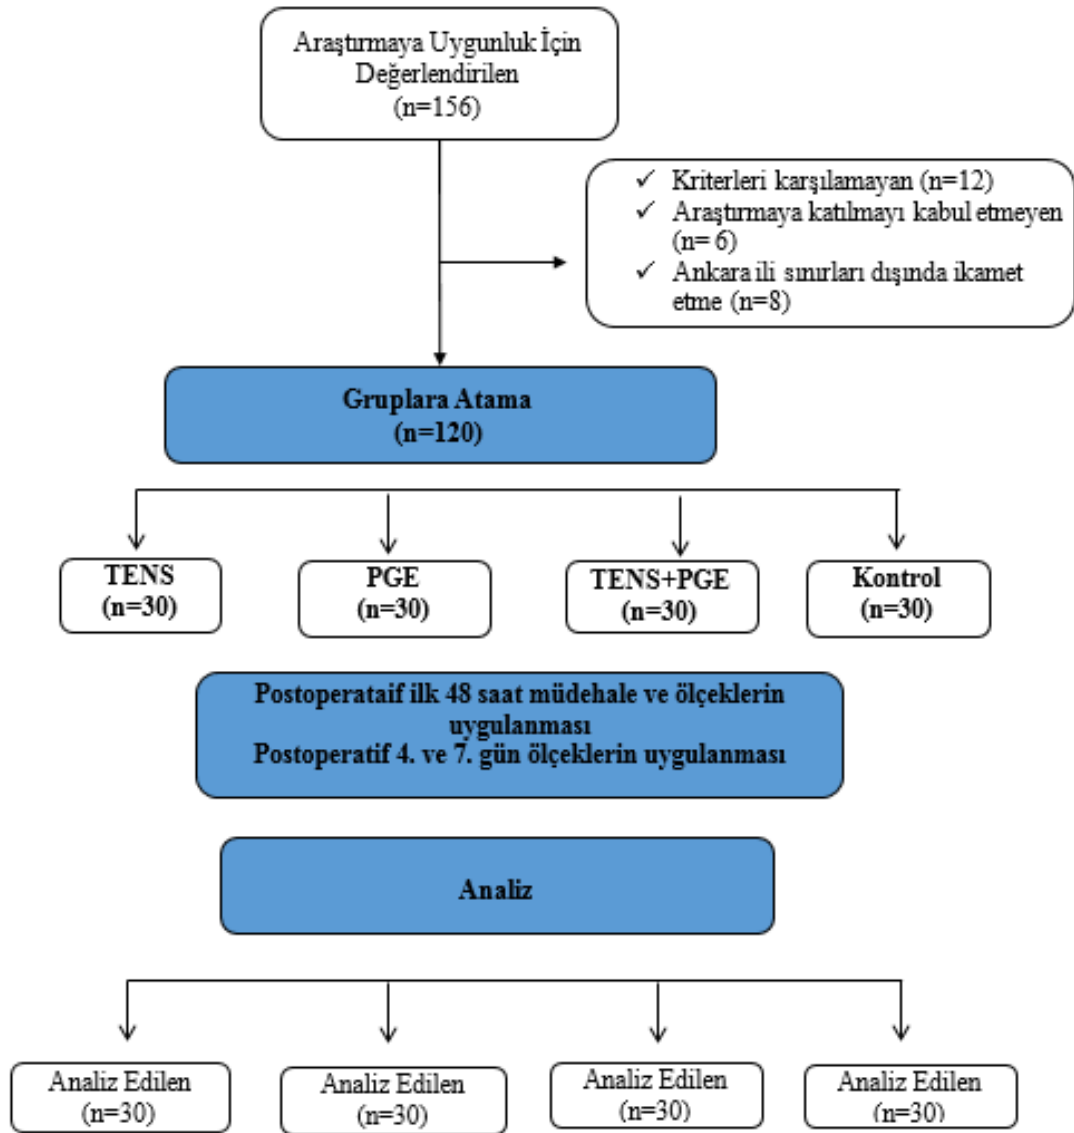 Araştırmaya Uygunluk İçin
Değerlendirilen
(n=156)
✓ Kriterleri karşılamayan (n=12)
✓ Araştırmaya katılmayı kabul etmeyen
(n= 6)
✓ Ankara ili sınırları dışında ikamet
etme (n=8)
Gruplara Atama
(n=120)
TENS
(n=30)
PGE
(n=30)
TENS+PGE
(n=30)
Kontrol
(n=30)
Postoperataif ilk 48 saat müdehale ve ölçeklerin
uygulanması
Postoperatif 4. ve 7. gün ölçeklerin uygulanması
Analiz
Analiz Edilen
(n=30)
Analiz Edilen
(n=30)
Analiz Edilen
(n=30)
Analiz Edilen
(n=30)